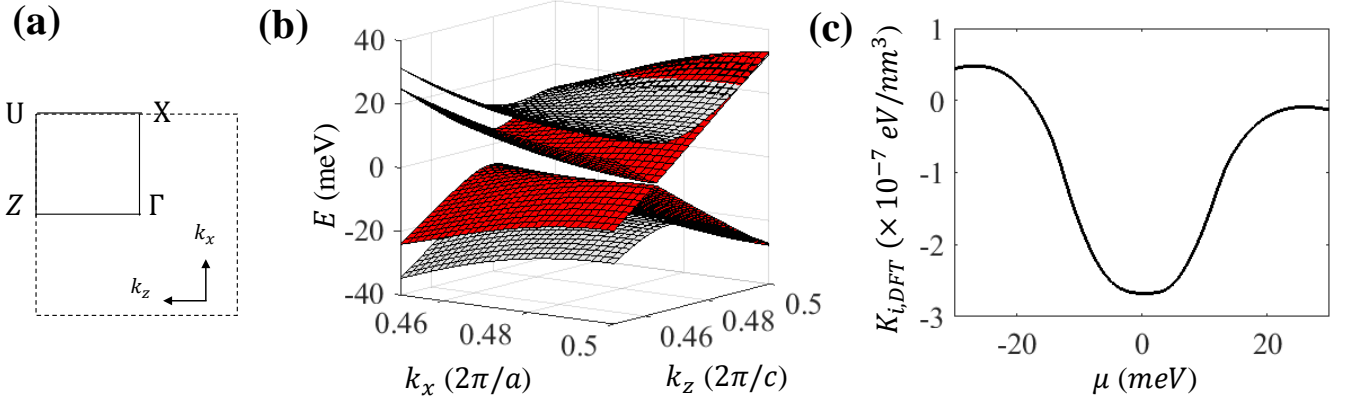 (a)
U X
Z Γ
k_x
k_z
(b)
E (meV)
40
20
0
-20
-40
0.46
0.48
0.5
k_x (2π/a)
0.46
0.48
0.5
k_z (2π/c)
(c)
K_{i,DFT} (× 10^{-7} eV/nm^3)
1
0
-1
-2
-3
-20
0
20
μ (meV)